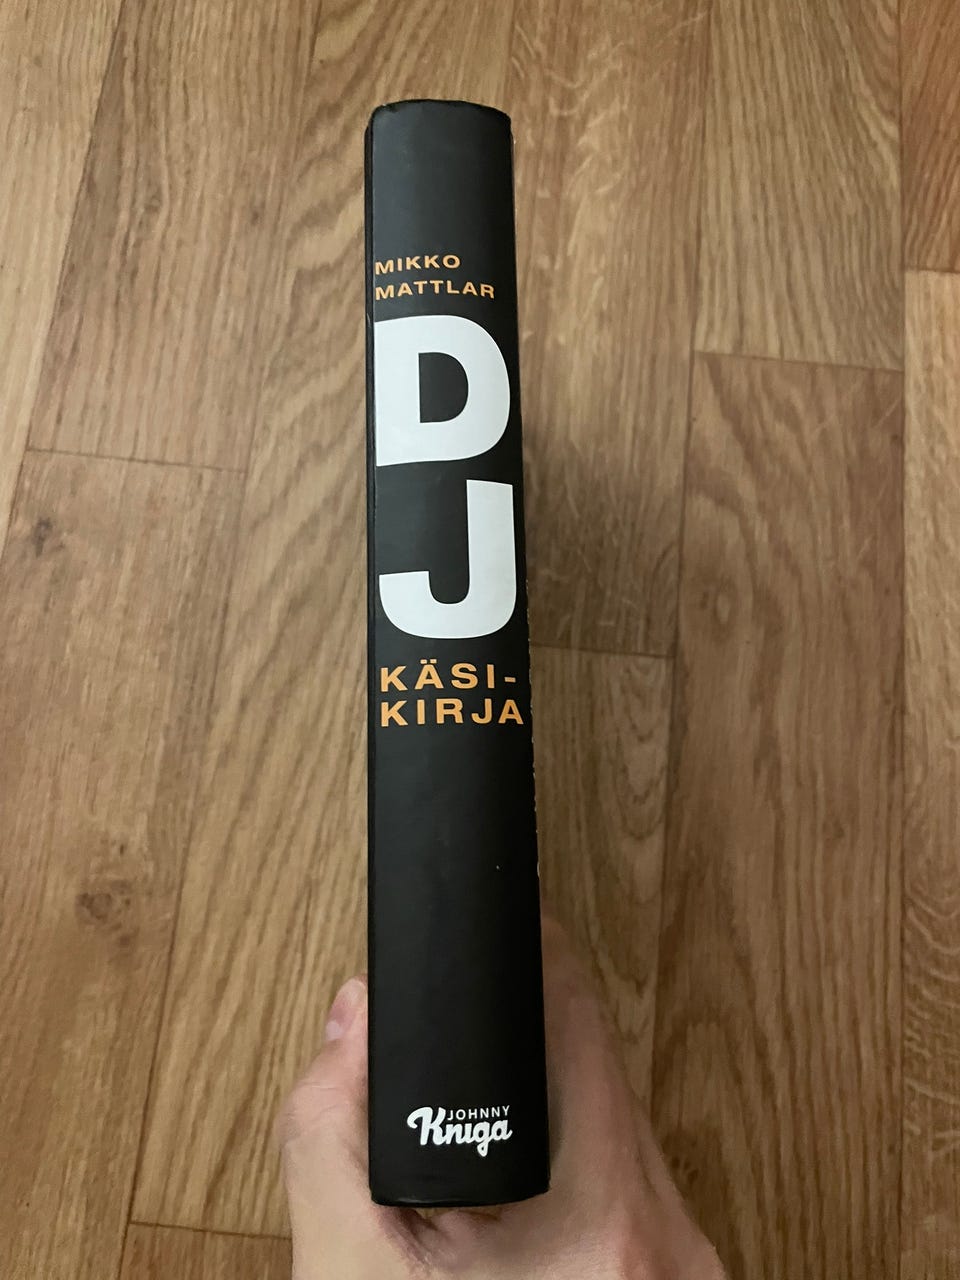 MIKKO
MATTLAR
D
J
KÄSI-
KIRJA
JOHNNY
Kniga